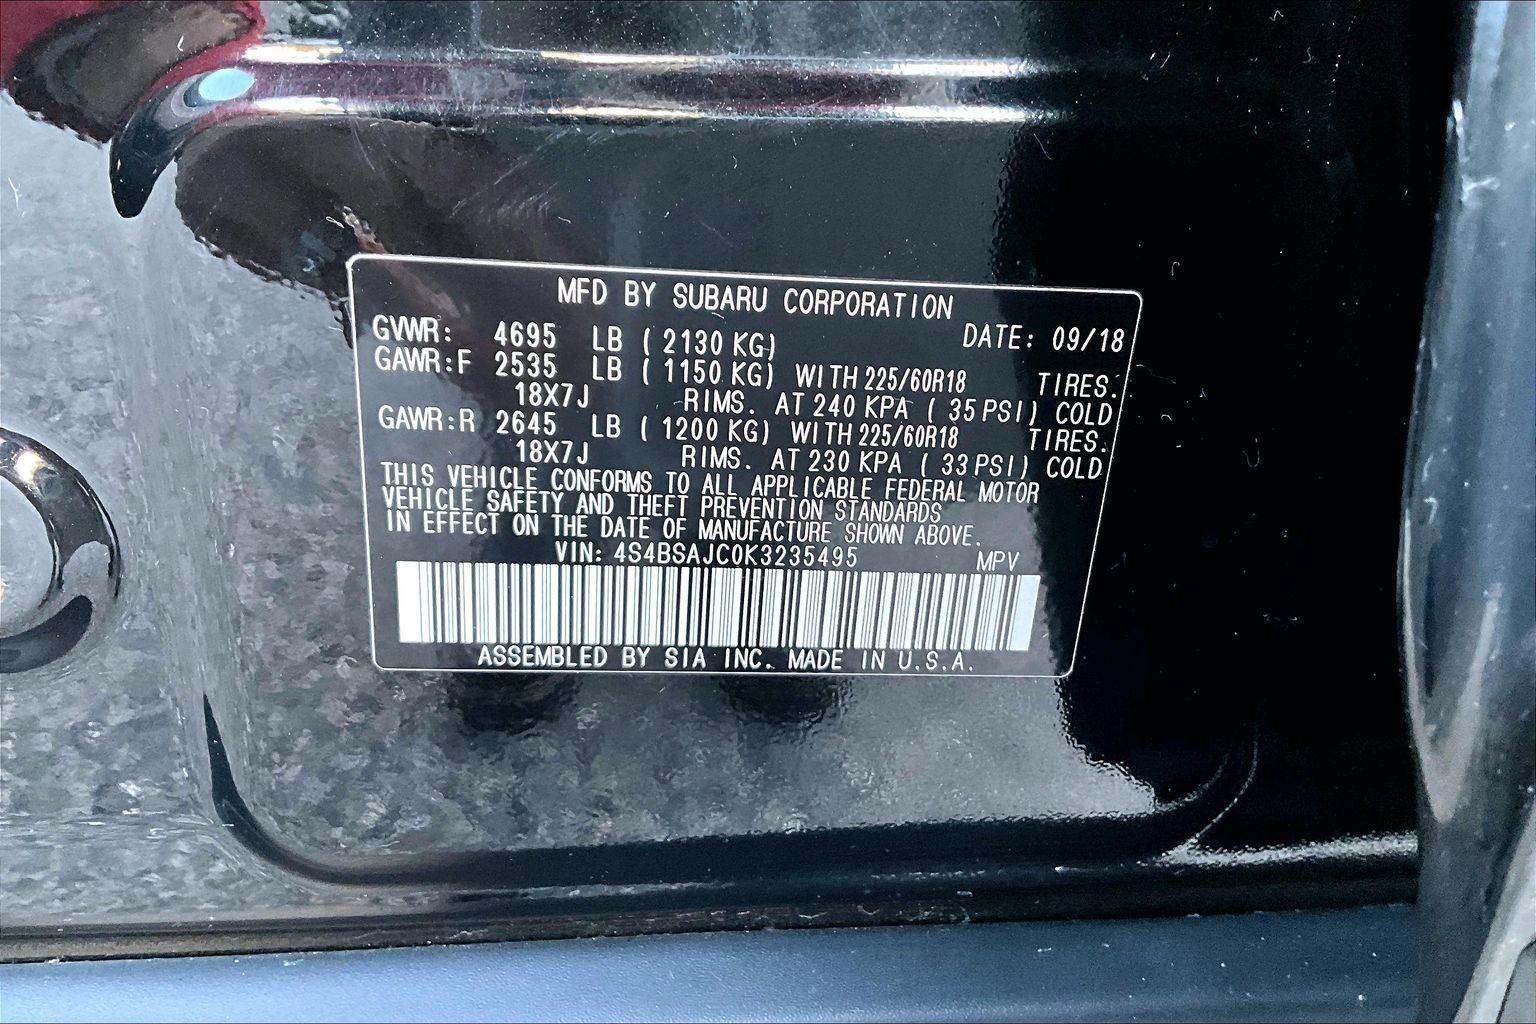 MFD BY SUBARU CORPORATION
GVWR: 4695 LB ( 2130 KG) DATE: 09/18
GAWR:F 2535 LB ( 1150 KG) WITH 225/60R18 TIRES.
18X7J RIMS. AT 240 KPA ( 35 PSI) COLD
GAWR:R 2645 LB ( 1200 KG) WITH 225/60R18 TIRES.
18X7J RIMS. AT 230 KPA ( 33 PSI) COLD
THIS VEHICLE CONFORMS TO ALL APPLICABLE FEDERAL MOTOR
VEHICLE SAFETY AND THEFT PREVENTION STANDARDS
IN EFFECT ON THE DATE OF MANUFACTURE SHOWN ABOVE.
VIN: 4S4BSAJC0K3235495 MPV
ASSEMBLED BY SIA INC. MADE IN U.S.A.